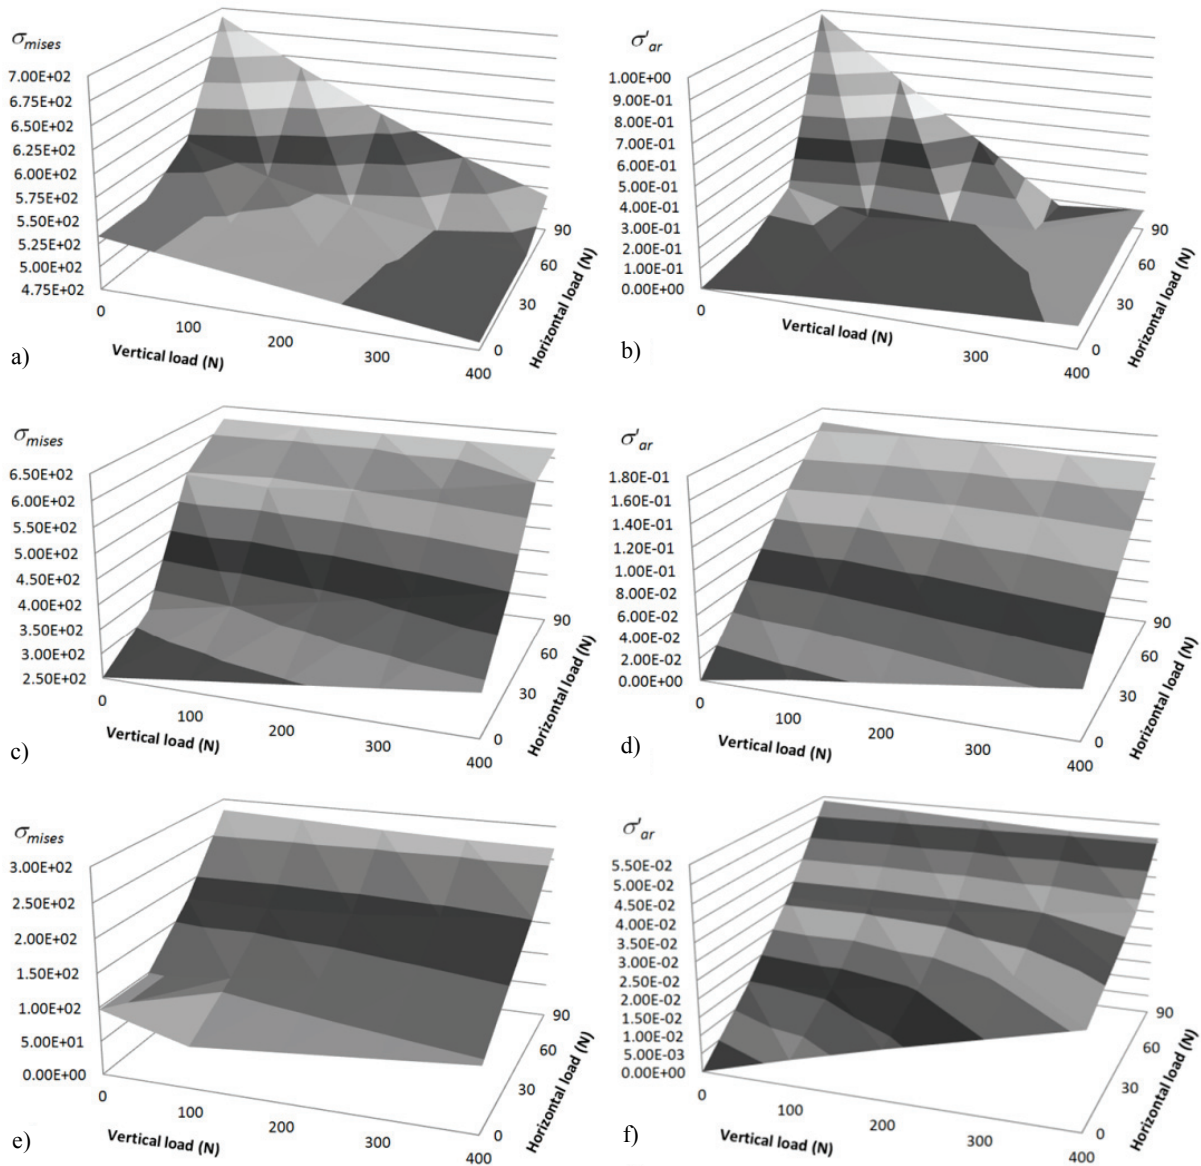 σmises
7.00E+02
6.75E+02
6.50E+02
6.25E+02
6.00E+02
5.75E+02
5.50E+02
5.25E+02
5.00E+02
4.75E+02
0
100
200
300
400
Vertical load (N)
0
30
60
90
Horizontal load (N)
a)
σ'ar
1.00E+00
9.00E-01
8.00E-01
7.00E-01
6.00E-01
5.00E-01
4.00E-01
3.00E-01
2.00E-01
1.00E-01
0.00E+00
0
300
400
Vertical load (N)
0
30
60
90
Horizontal load (N)
b)
σmises
6.50E+02
6.00E+02
5.50E+02
5.00E+02
4.50E+02
4.00E+02
3.50E+02
3.00E+02
2.50E+02
0
100
200
300
400
Vertical load (N)
0
30
60
90
Horizontal load (N)
c)
σ'ar
1.80E-01
1.60E-01
1.40E-01
1.20E-01
1.00E-01
8.00E-02
6.00E-02
4.00E-02
2.00E-02
0.00E+00
0
100
200
300
400
Vertical load (N)
0
30
60
90
Horizontal load (N)
d)
σmises
3.00E+02
2.50E+02
2.00E+02
1.50E+02
1.00E+02
5.00E+01
0.00E+00
0
100
200
300
400
Vertical load (N)
0
30
60
90
Horizontal load (N)
e)
σ'ar
5.50E-02
5.00E-02
4.50E-02
4.00E-02
3.50E-02
3.00E-02
2.50E-02
2.00E-02
1.50E-02
1.00E-02
5.00E-03
0.00E+00
0
100
200
300
400
Vertical load (N)
0
30
60
90
Horizontal load (N)
f)